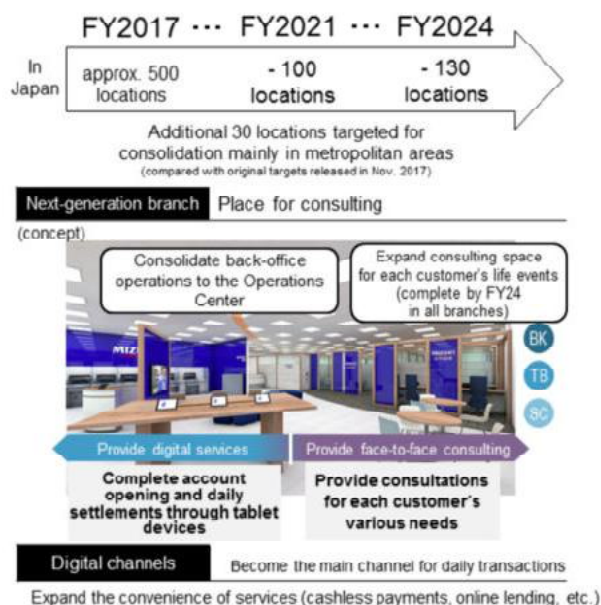 FY2017 ··· FY2021 ··· FY2024
In Japan
approx. 500 locations
- 100 locations
- 130 locations
Additional 30 locations targeted for
consolidation mainly in metropolitan areas
(compared with original targets released in Nov. 2017)
Next-generation branch
Place for consulting
(concept)
Consolidate back-office
operations to the Operations
Center
Expand consulting space
for each customer's life events
(complete by FY24
in all branches)
BK
TB
SC
Provide digital services
Provide face-to-face consulting
Complete account
opening and daily
settlements through tablet
devices
Provide consultations
for each customer's
various needs
Digital channels
Become the main channel for daily transactions
Expand the convenience of services (cashless payments, online lending, etc.)